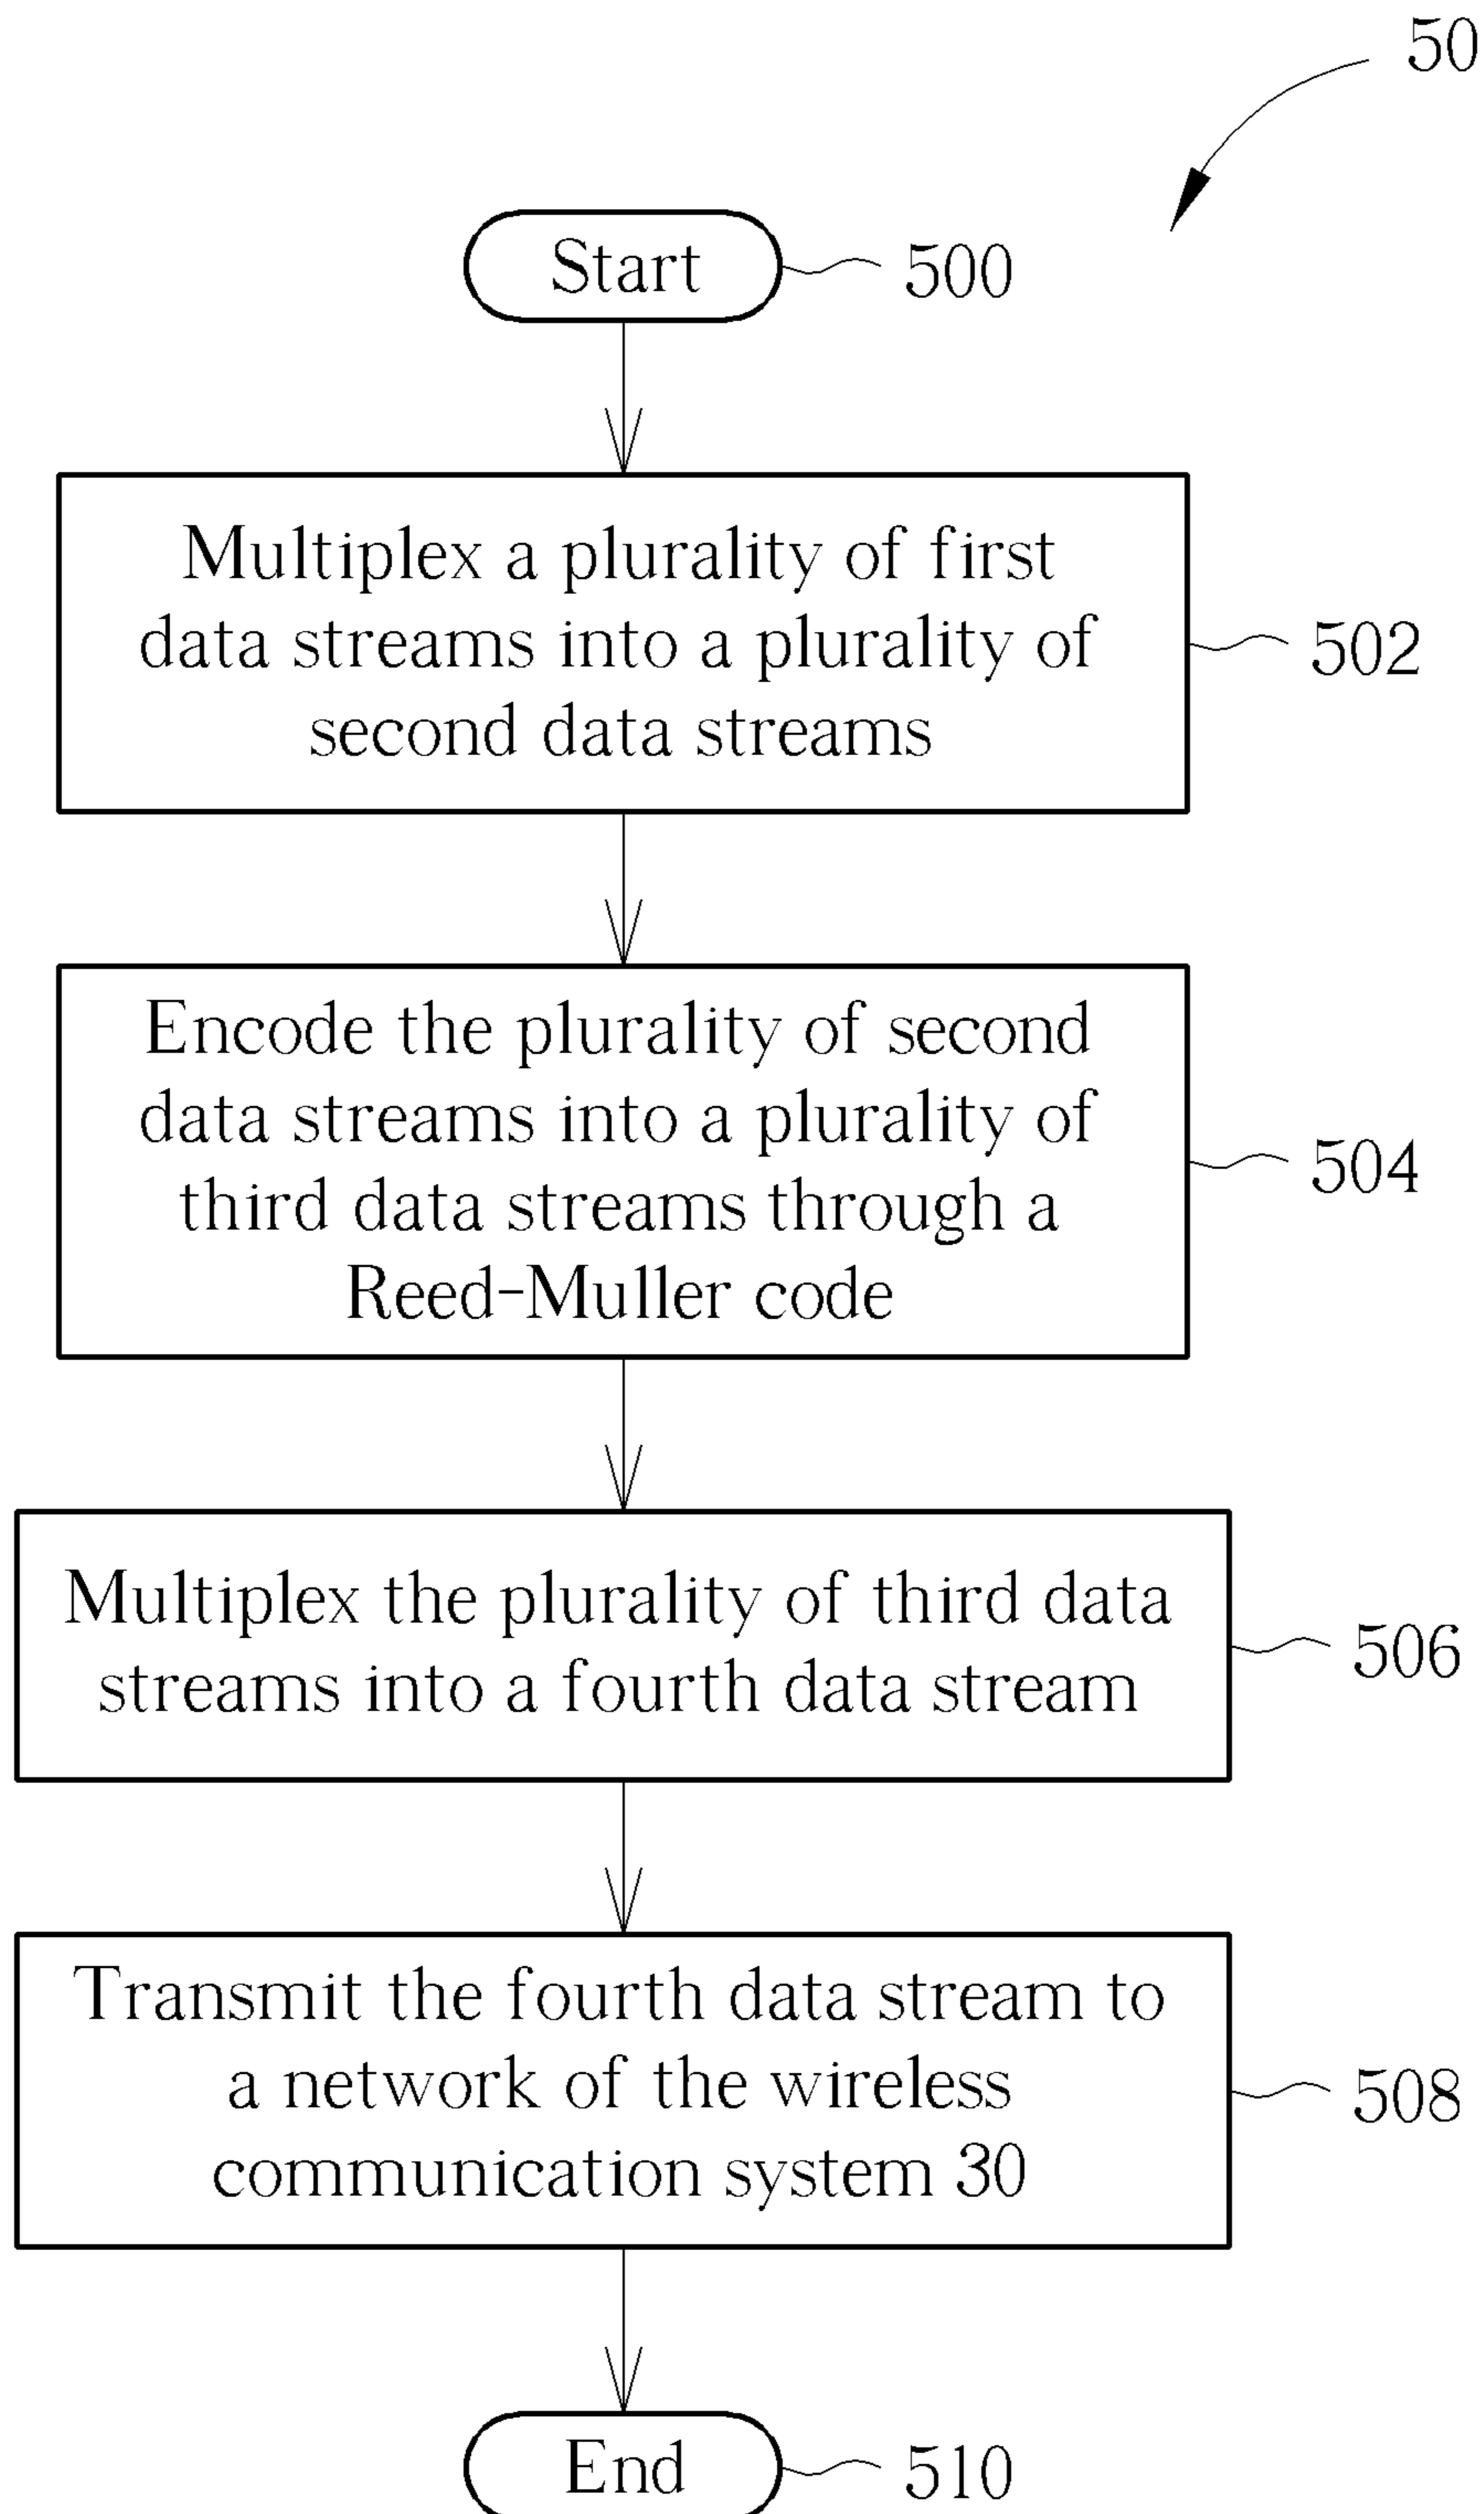 50
Start
500
Multiplex a plurality of first
data streams into a plurality of
second data streams
502
Encode the plurality of second
data streams into a plurality of
third data streams through a
Reed-Muller code
504
Multiplex the plurality of third data
streams into a fourth data stream
506
Transmit the fourth data stream to
a network of the wireless
communication system 30
508
End
510